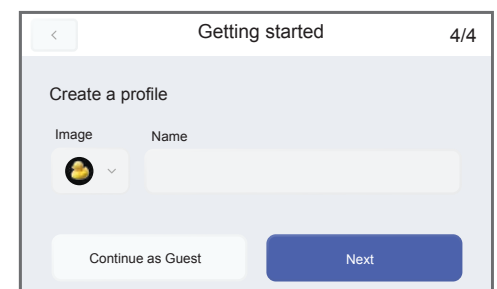 Getting started
4/4
Create a profile
Image
Name
Continue as Guest
Next